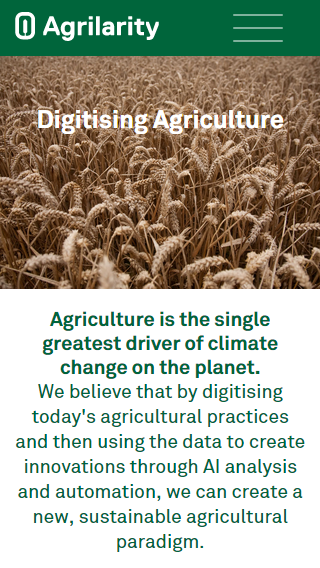 Agrilarity
Digitising Agriculture
Agriculture is the single
greatest driver of climate
change on the planet.
We believe that by digitising
today's agricultural practices
and then using the data to create
innovations through AI analysis
and automation, we can create a
new, sustainable agricultural
paradigm.